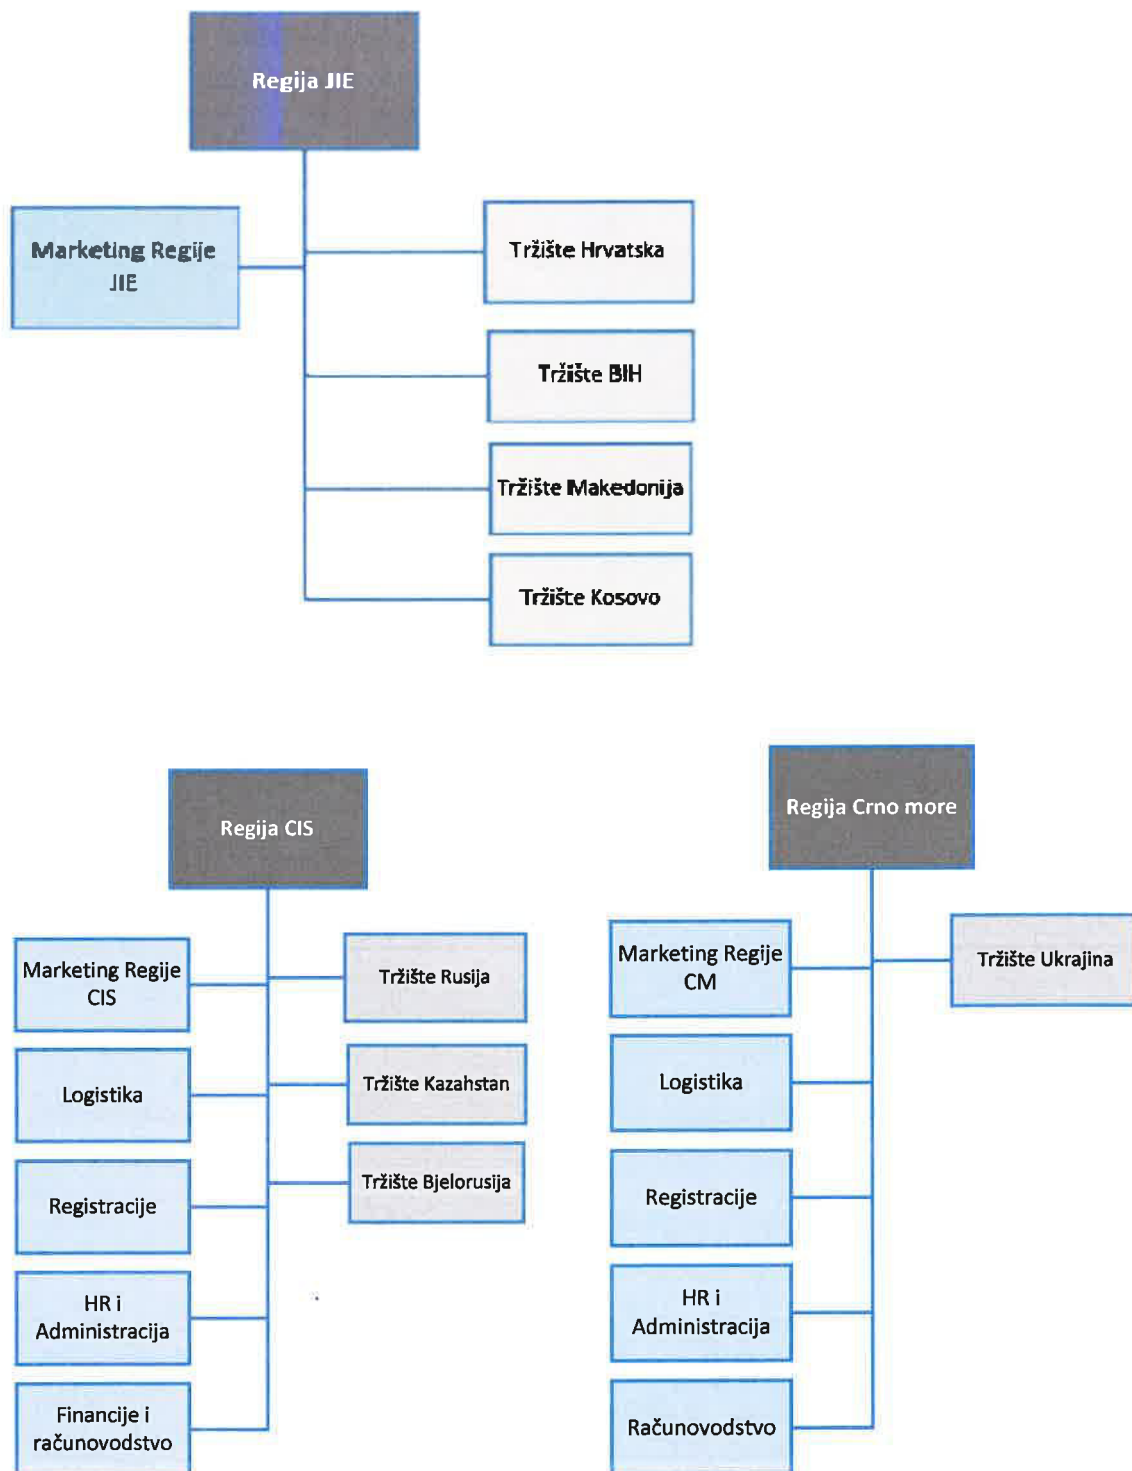 Regija JIE
Marketing Regije
JIE
Tržište Hrvatska
Tržište BIH
Tržište Makedonija
Tržište Kosovo
Regija CIS
Marketing Regije
CIS
Logistika
Registracije
HR i
Administracija
Financije i
računovodstvo
Tržište Rusija
Tržište Kazahstan
Tržište Bjelorusija
Regija Crno more
Marketing Regije
CM
Logistika
Registracije
HR i
Administracija
Računovodstvo
Tržište Ukrajina